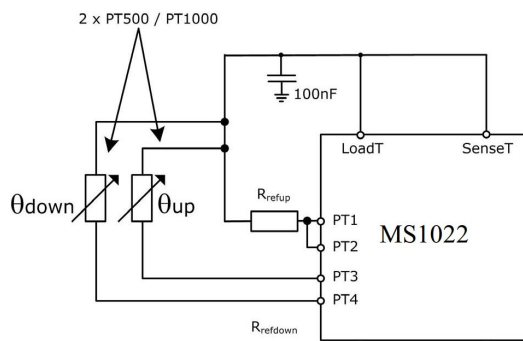 2 x PT500 / PT1000
100nF
LoadT
SenseT
θdown
θup
Rrefup
PT1
PT2
MS1022
PT3
PT4
Rrefdown